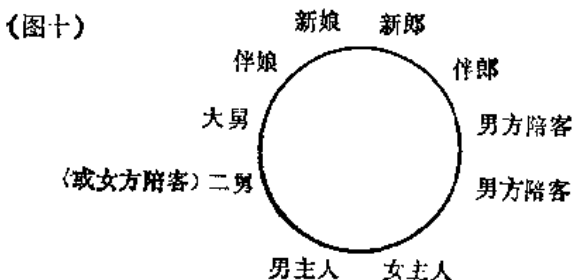 (图十)
新娘 新郎
伴娘 伴郎
大舅 男方陪客
(或女方陪客)二舅 男方陪客
男主人 女主人